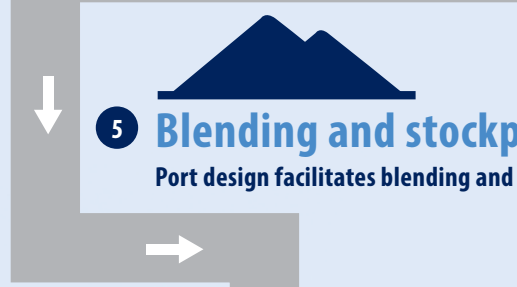 5 Blending and stockp
Port design facilitates blending and